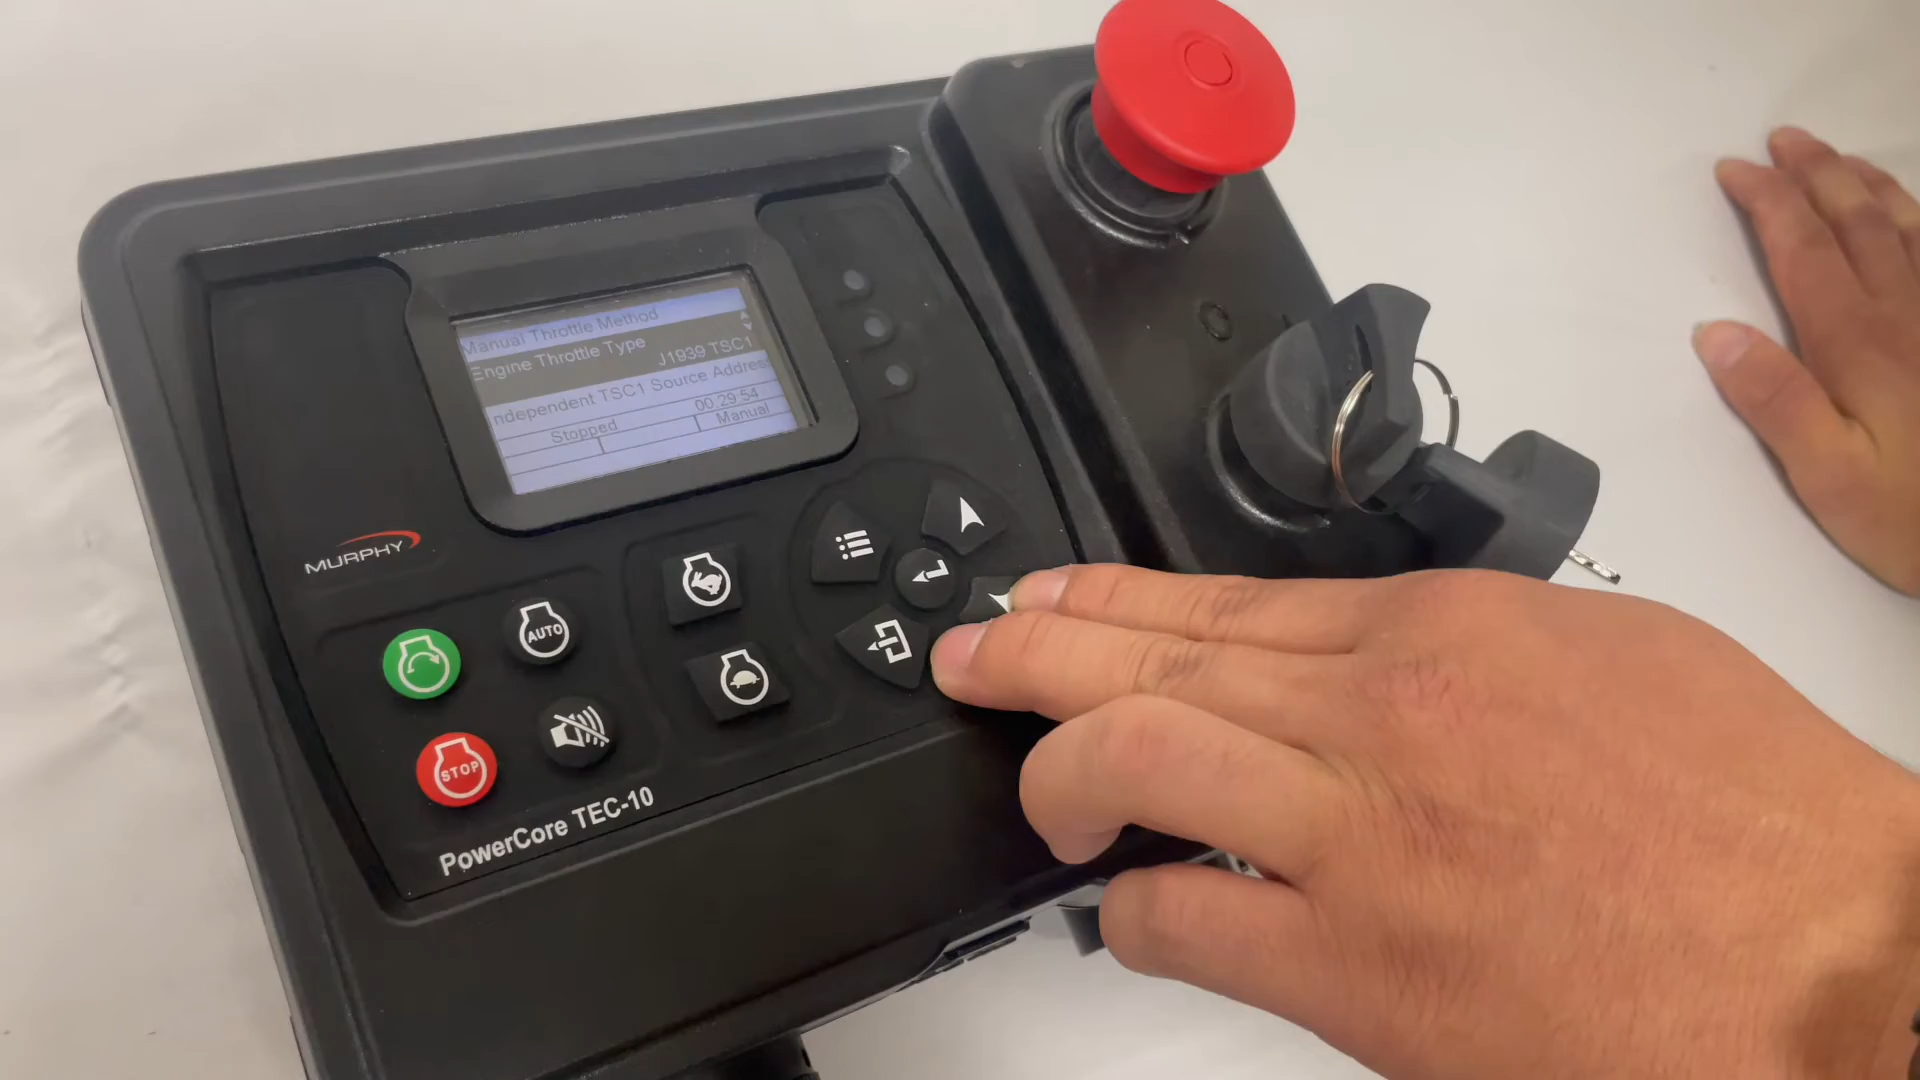 Manual Throttle Method
Engine Throttle Type
J1939 TSC1
ndependent TSC1 Source Addres
00:29:54
Stopped
Manual
MURPHY
AUTO
STOP
PowerCore TEC-10